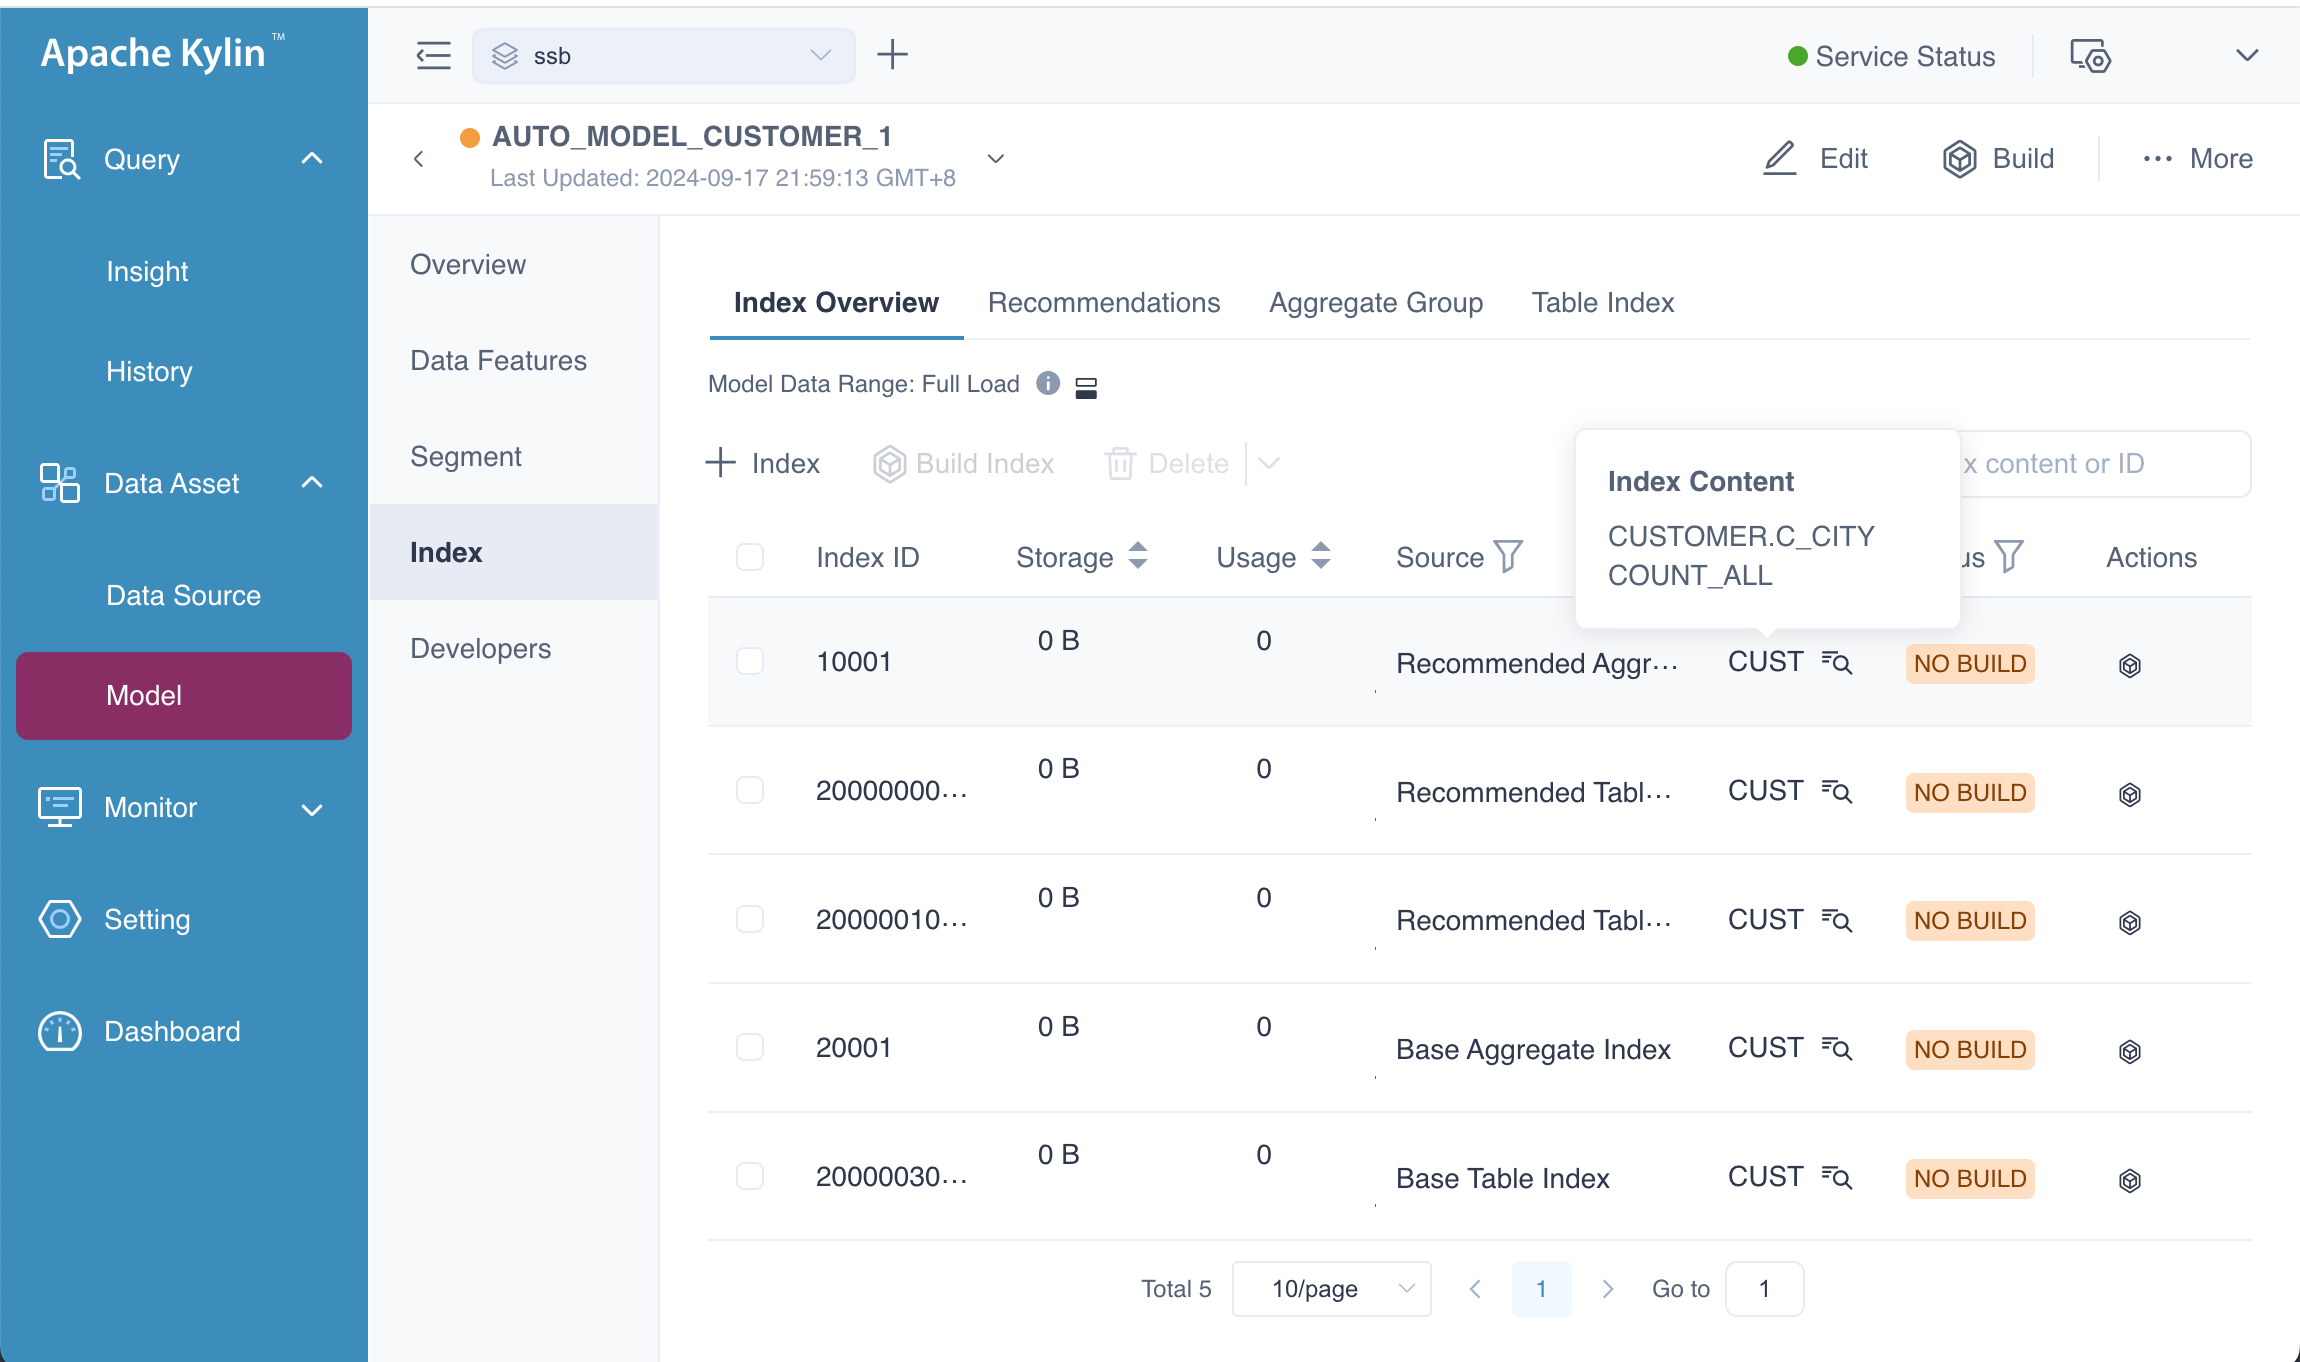 Apache Kylin™
Query
Insight
History
Data Asset
Data Source
Model
Monitor
Setting
Dashboard
ssb
Service Status
AUTO_MODEL_CUSTOMER_1
Last Updated: 2024-09-17 21:59:13 GMT+8
Edit
Build
··· More
Overview
Data Features
Segment
Index
Developers
Index Overview Recommendations Aggregate Group Table Index
Model Data Range: Full Load
Index Build Index Delete
x content or ID
Index Content
CUSTOMER.C_CITY
COUNT_ALL
Index ID Storage Usage Source us Actions
10001 0 B 0 Recommended Aggr··· CUST NO BUILD
20000000··· 0 B 0 Recommended Tabl··· CUST NO BUILD
20000010··· 0 B 0 Recommended Tabl··· CUST NO BUILD
20001 0 B 0 Base Aggregate Index CUST NO BUILD
20000030··· 0 B 0 Base Table Index CUST NO BUILD
Total 5 10/page 1 Go to 1